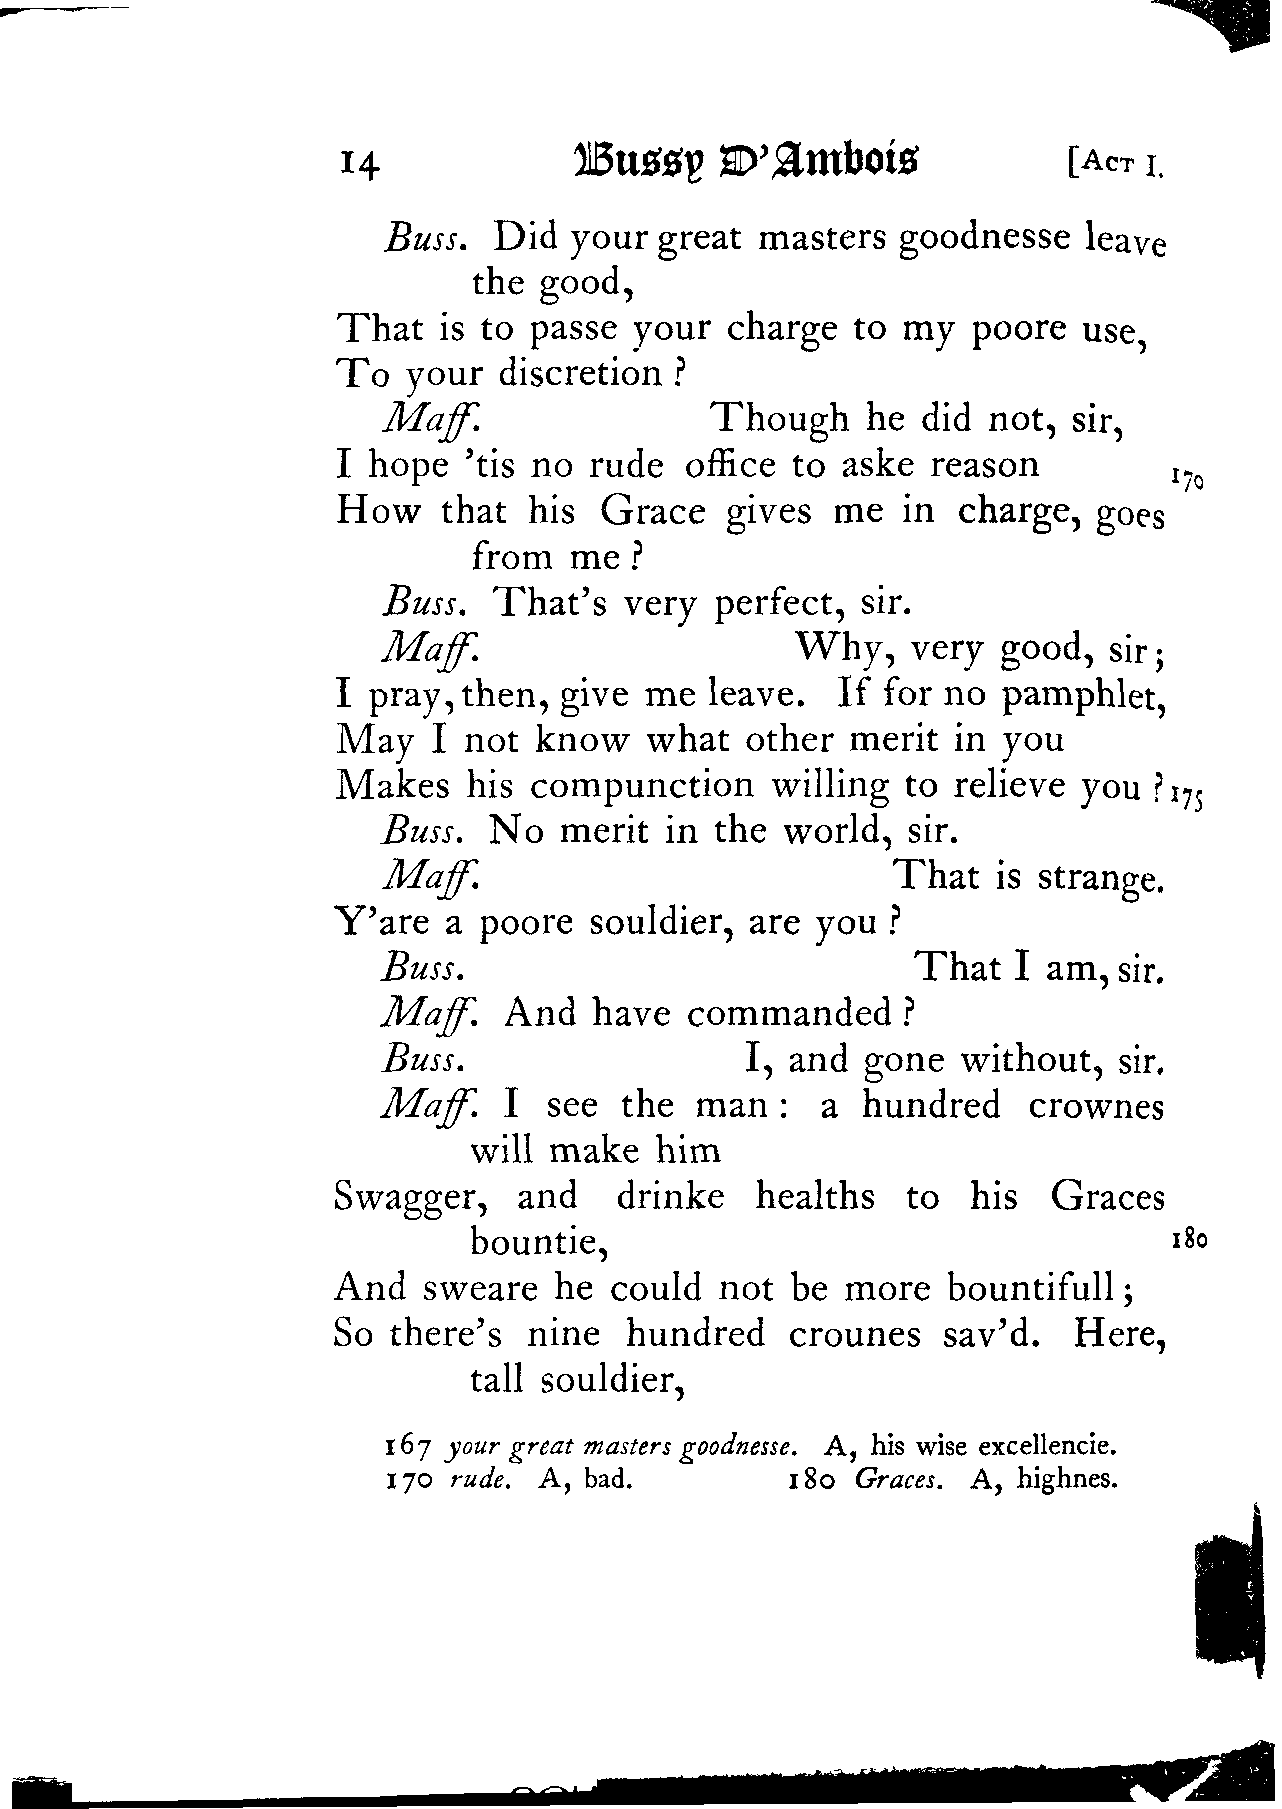 14 Bussy D'Ambois [ACT I.
Buss. Did your great masters goodnesse leave
the good,
That is to passe your charge to my poore use,
To your discretion ?
Maff. Though he did not, sir,
I hope 'tis no rude office to aske reason 170
How that his Grace gives me in charge, goes
from me ?
Buss. That's very perfect, sir.
Maff. Why, very good, sir ;
I pray, then, give me leave. If for no pamphlet,
May I not know what other merit in you
Makes his compunction willing to relieve you ? 175
Buss. No merit in the world, sir.
Maff. That is strange.
Y'are a poore souldier, are you ?
Buss. That I am, sir.
Maff. And have commanded ?
Buss. I, and gone without, sir.
Maff. I see the man : a hundred crownes
will make him
Swagger, and drinke healths to his Graces
bountie, 180
And sweare he could not be more bountifull ;
So there's nine hundred crounes sav'd. Here,
tall souldier,
167 your great masters goodnesse. A, his wise excellencie.
170 rude. A, bad. 180 Graces. A, highnes.